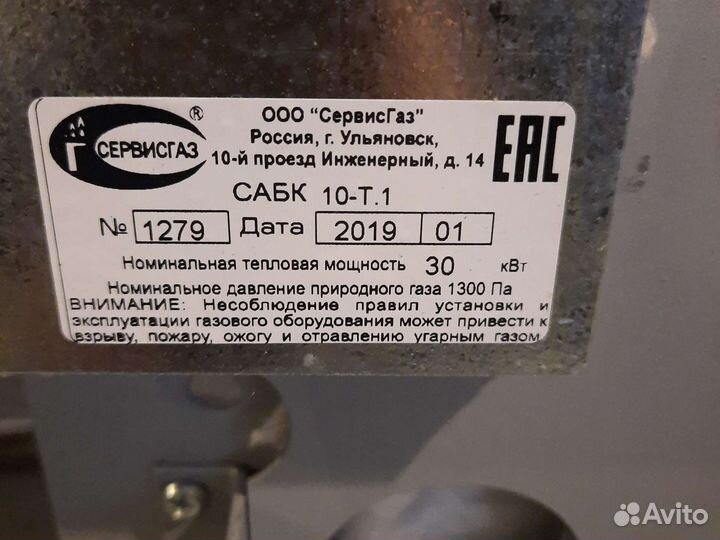 СЕРВИСГАЗ
®
ООО "СервисГаз"
Россия, г. Ульяновск,
10-й проезд Инженерный, д. 14
EAC
САБК 10-Т.1
№ 1279 Дата 2019 01
Номинальная тепловая мощность 30 кВт
Номинальное давление природного газа 1300 Па
ВНИМАНИЕ: Несоблюдение правил установки и
эксплуатации газового оборудования может привести к
взрыву, пожару, ожогу и отравлению угарным газом
Avito